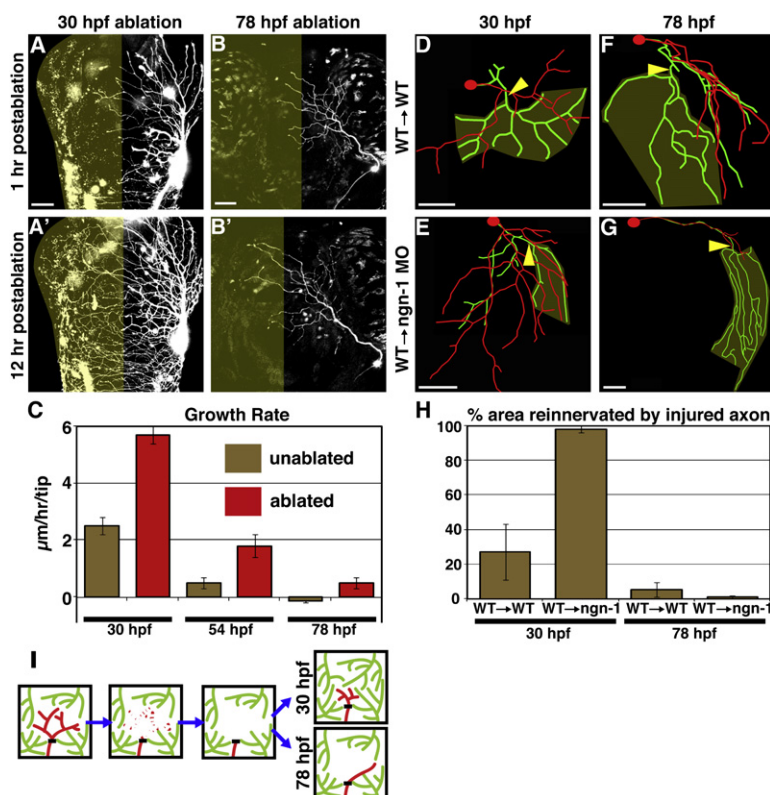 30 hpf ablation
78 hpf ablation
30 hpf
78 hpf
A
B
D
F
1 hr postablation
WT→WT
A'
B'
E
G
12 hr postablation
WT→ngn-1 MO
C
Growth Rate
6
4
2
0
µm/hr/tip
unablated
ablated
30 hpf
54 hpf
78 hpf
H
% area reinnervated by injured axon
100
80
60
40
20
0
WT→WT
WT→ngn-1
WT→WT
WT→ngn-1
30 hpf
78 hpf
I
30 hpf
78 hpf